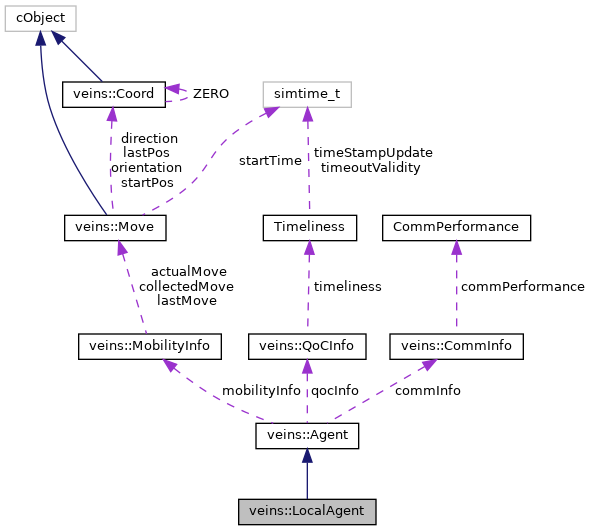 cObject
veins::Coord
ZERO
simtime_t
direction
lastPos
orientation
startPos
startTime
timeStampUpdate
timeoutValidity
veins::Move
Timeliness
CommPerformance
actualMove
collectedMove
lastMove
timeliness
commPerformance
veins::MobilityInfo
veins::QoCInfo
veins::CommInfo
mobilityInfo
qocInfo
commInfo
veins::Agent
veins::LocalAgent